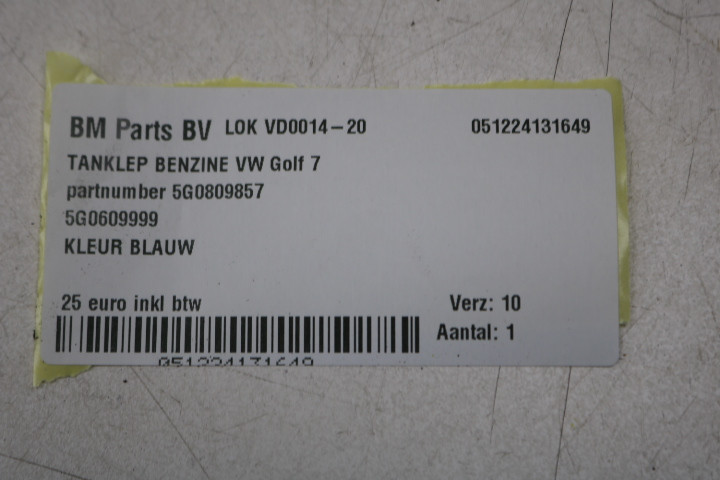 BM Parts BV LOK VD0014-20 051224131649
TANKLEP BENZINE VW Golf 7
partnumber 5G0809857
5G0609999
KLEUR BLAUW
25 euro inkl btw Verz: 10
Aantal: 1
051224131649